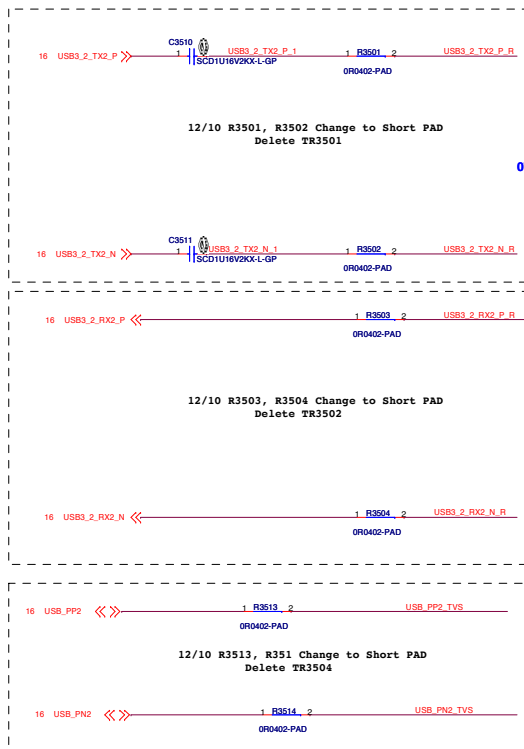 C3510
16 USB3_2_TX2_P 1 USB3_2_TX2_P_1 1 R3501 2 USB3_2_TX2_P_R
SCD1U16V2KX-L-GP
0R0402-PAD
12/10 R3501, R3502 Change to Short PAD
Delete TR3501
0
C3511
16 USB3_2_TX2_N 1 USB3_2_TX2_N_1 1 R3502 2 USB3_2_TX2_N_R
SCD1U16V2KX-L-GP
0R0402-PAD
16 USB3_2_RX2_P 1 R3503 2 USB3_2_RX2_P_R
0R0402-PAD
12/10 R3503, R3504 Change to Short PAD
Delete TR3502
16 USB3_2_RX2_N 1 R3504 2 USB3_2_RX2_N_R
0R0402-PAD
16 USB_PP2 1 R3513 2 USB_PP2_TVS
0R0402-PAD
12/10 R3513, R351 Change to Short PAD
Delete TR3504
16 USB_PN2 1 R3514 2 USB_PN2_TVS
0R0402-PAD